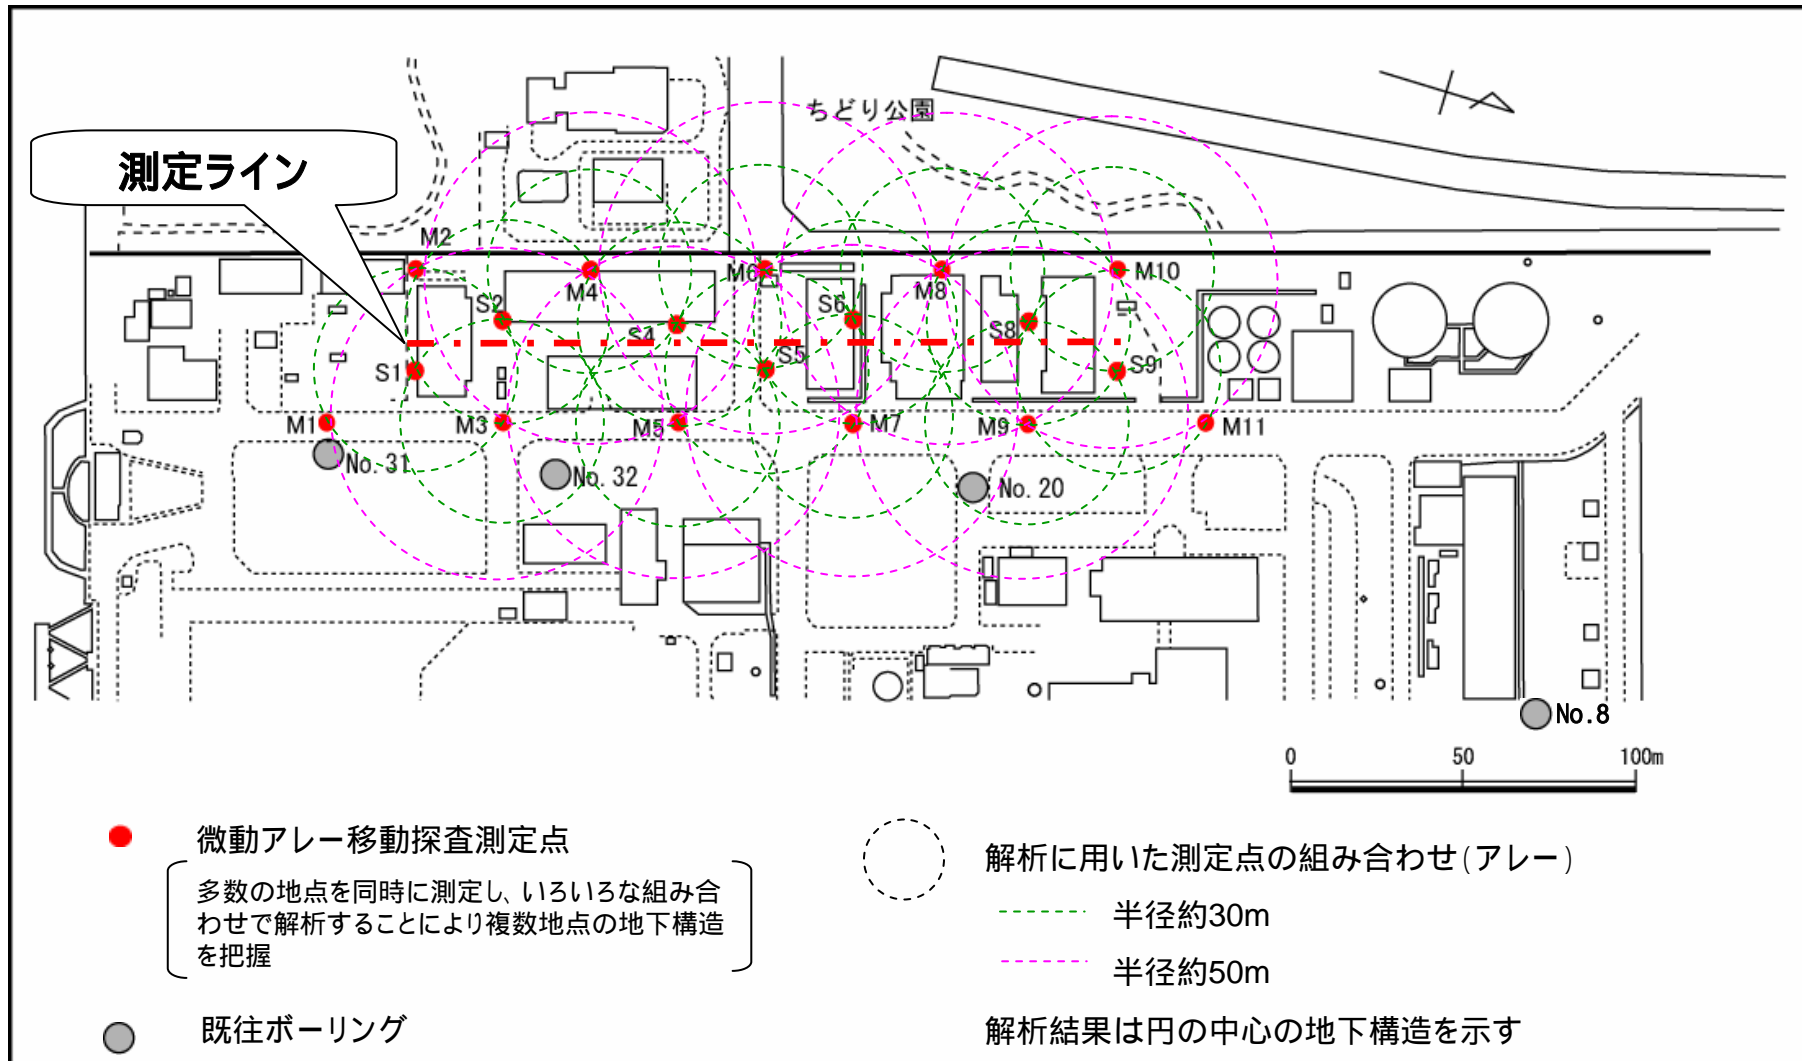 ちどり公園
測定ライン
M2
M6
M4
M8
M10
S2
S4
S6
S8
S5
S1
S9
M1
M3
M5
M7
M9
M11
No. 31
No. 32
No. 20
No.8
0 50 100m
微動アレー移動探査測定点
多数の地点を同時に測定し、いろいろな組み合
わせで解析することにより複数地点の地下構造
を把握
既往ボーリング
解析に用いた測定点の組み合わせ(アレー)
半径約30m
半径約50m
解析結果は円の中心の地下構造を示す